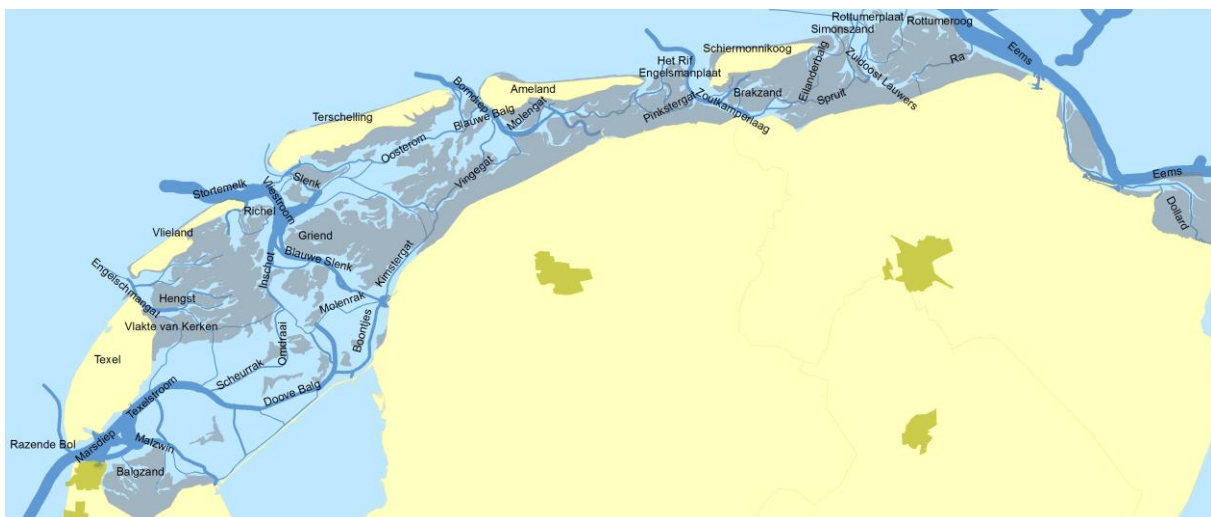 Rottumerplaat
Rottumeroog
Simonszand
Schiermonnikoog
Eems
Het Rif
Engelsmanplaat
Eilanderbalg
Zuidoost Lauwers
Ra
Borndiep
Ameland
Brakzand
Spruit
Pinkstergat
Zoutkamperlaag
Terschelling
Blauwe Balg
Molengat
Oosterom
Vingegat
Eems
Dollard
Stortemelk
Slenk
Vliestroom
Richel
Vlieland
Griend
Blauwe Slenk
Kimstergat
Inschot
Engelschmangat
Hengst
Molenrak
Vlakte van Kerken
Boontjes
Omdraai
Texel
Scheurrak
Doove Balg
Texelstroom
Razende Bol
Marsdiep
Malzwin
Balgzand